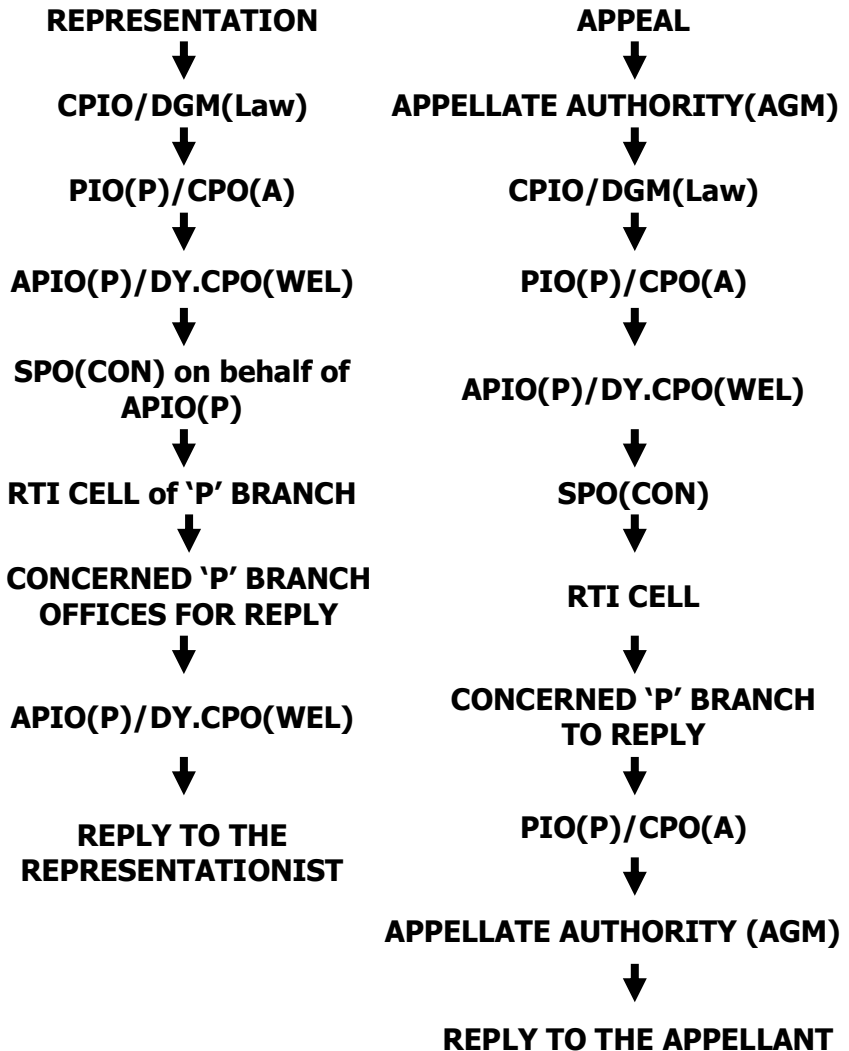 REPRESENTATION
CPIO/DGM(Law)
PIO(P)/CPO(A)
APIO(P)/DY.CPO(WEL)
SPO(CON) on behalf of
APIO(P)
RTI CELL of ‘P’ BRANCH
CONCERNED ‘P’ BRANCH
OFFICES FOR REPLY
APIO(P)/DY.CPO(WEL)
REPLY TO THE
REPRESENTATIONIST
APPEAL
APPELLATE AUTHORITY(AGM)
CPIO/DGM(Law)
PIO(P)/CPO(A)
APIO(P)/DY.CPO(WEL)
SPO(CON)
RTI CELL
CONCERNED ‘P’ BRANCH
TO REPLY
PIO(P)/CPO(A)
APPELLATE AUTHORITY (AGM)
REPLY TO THE APPELLANT